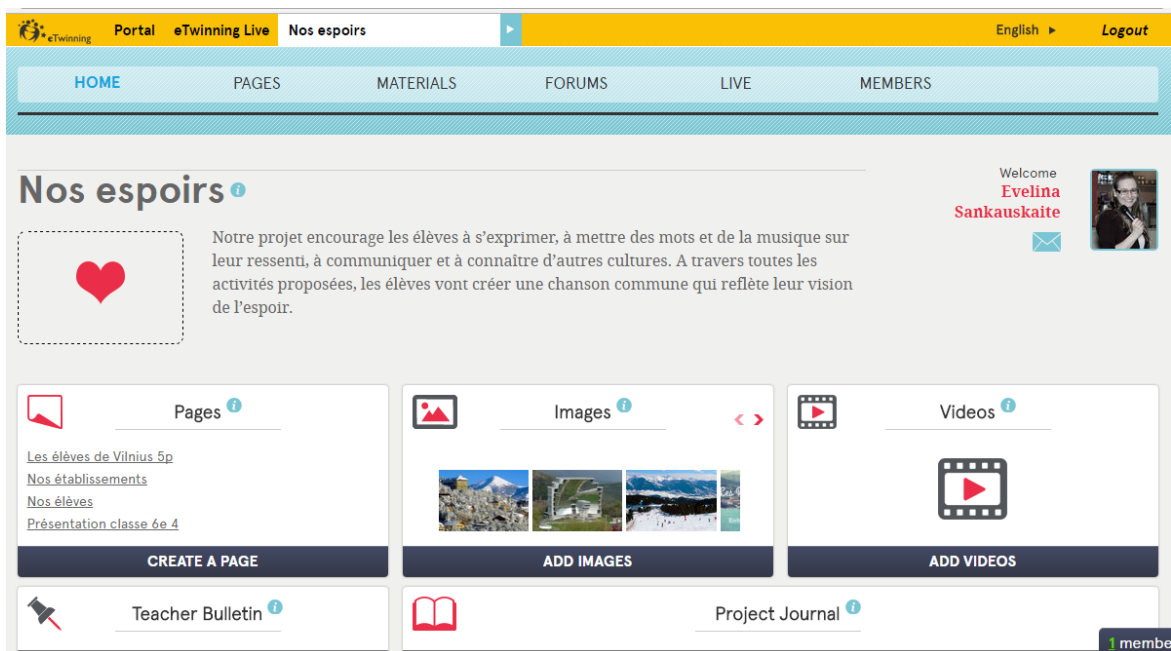 eTwinning Portal eTwinning Live Nos espoirs English Logout
HOME PAGES MATERIALS FORUMS LIVE MEMBERS
Nos espoirs
Welcome
Evelina
Sankauskaite
Notre projet encourage les élèves à s'exprimer, à mettre des mots et de la musique sur
leur ressenti, à communiquer et à connaître d'autres cultures. A travers toutes les
activités proposées, les élèves vont créer une chanson commune qui reflète leur vision
de l'espoir.
Pages
Les élèves de Vilnius 5p
Nos établissements
Nos élèves
Présentation classe 6e 4
CREATE A PAGE
Images
ADD IMAGES
Videos
ADD VIDEOS
Teacher Bulletin
Project Journal
1 membe